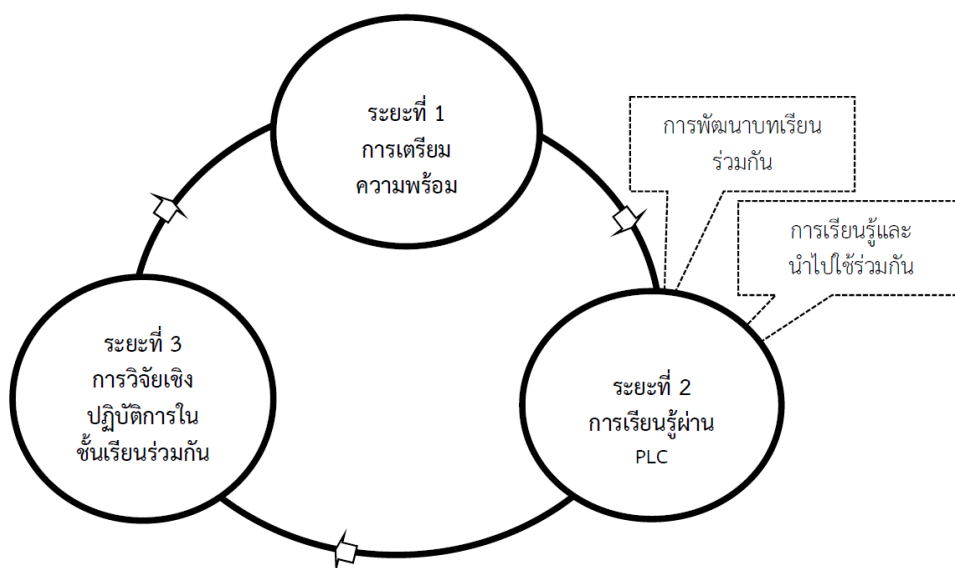 ระยะที่ 1
การเตรียม
ความพร้อม
การพัฒนาบทเรียน
ร่วมกัน
การเรียนรู้และ
นำไปใช้ร่วมกัน
ระยะที่ 2
การเรียนรู้ผ่าน
PLC
ระยะที่ 3
การวิจัยเชิง
ปฏิบัติการใน
ชั้นเรียนร่วมกัน